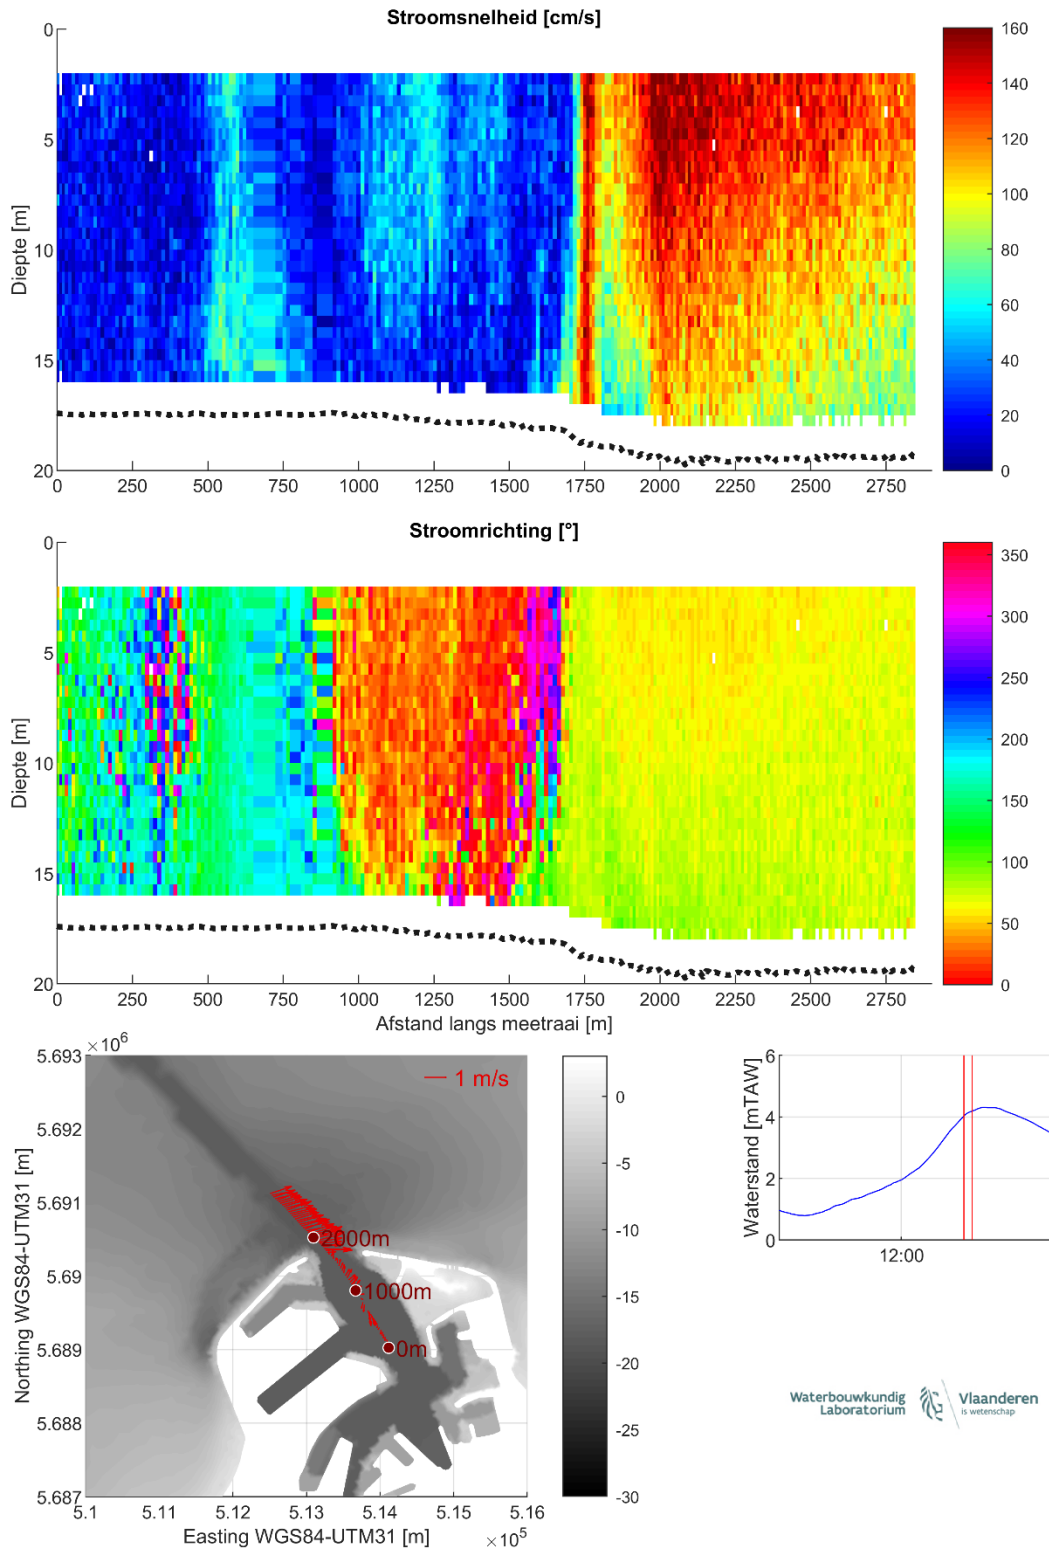 Stroomsnelheid [cm/s]
0
5
10
15
20
Diepte [m]
0 250 500 750 1000 1250 1500 1750 2000 2250 2500 2750
160
140
120
100
80
60
40
20
0
Stroomrichting [°]
0
5
10
15
20
Diepte [m]
0 250 500 750 1000 1250 1500 1750 2000 2250 2500 2750
Afstand langs meetraai [m]
350
300
250
200
150
100
50
0
×10⁶
5.693
5.692
5.691
5.69
5.689
5.688
5.687
Northing WGS84-UTM31 [m]
1 m/s
2000m
1000m
0m
5.1 5.11 5.12 5.13 5.14 5.15 5.16
Easting WGS84-UTM31 [m]
×10⁵
0
-5
-10
-15
-20
-25
-30
6
4
2
0
Waterstand [mTAW]
12:00
Waterbouwkundig
Laboratorium
Vlaanderen
is wetenschap